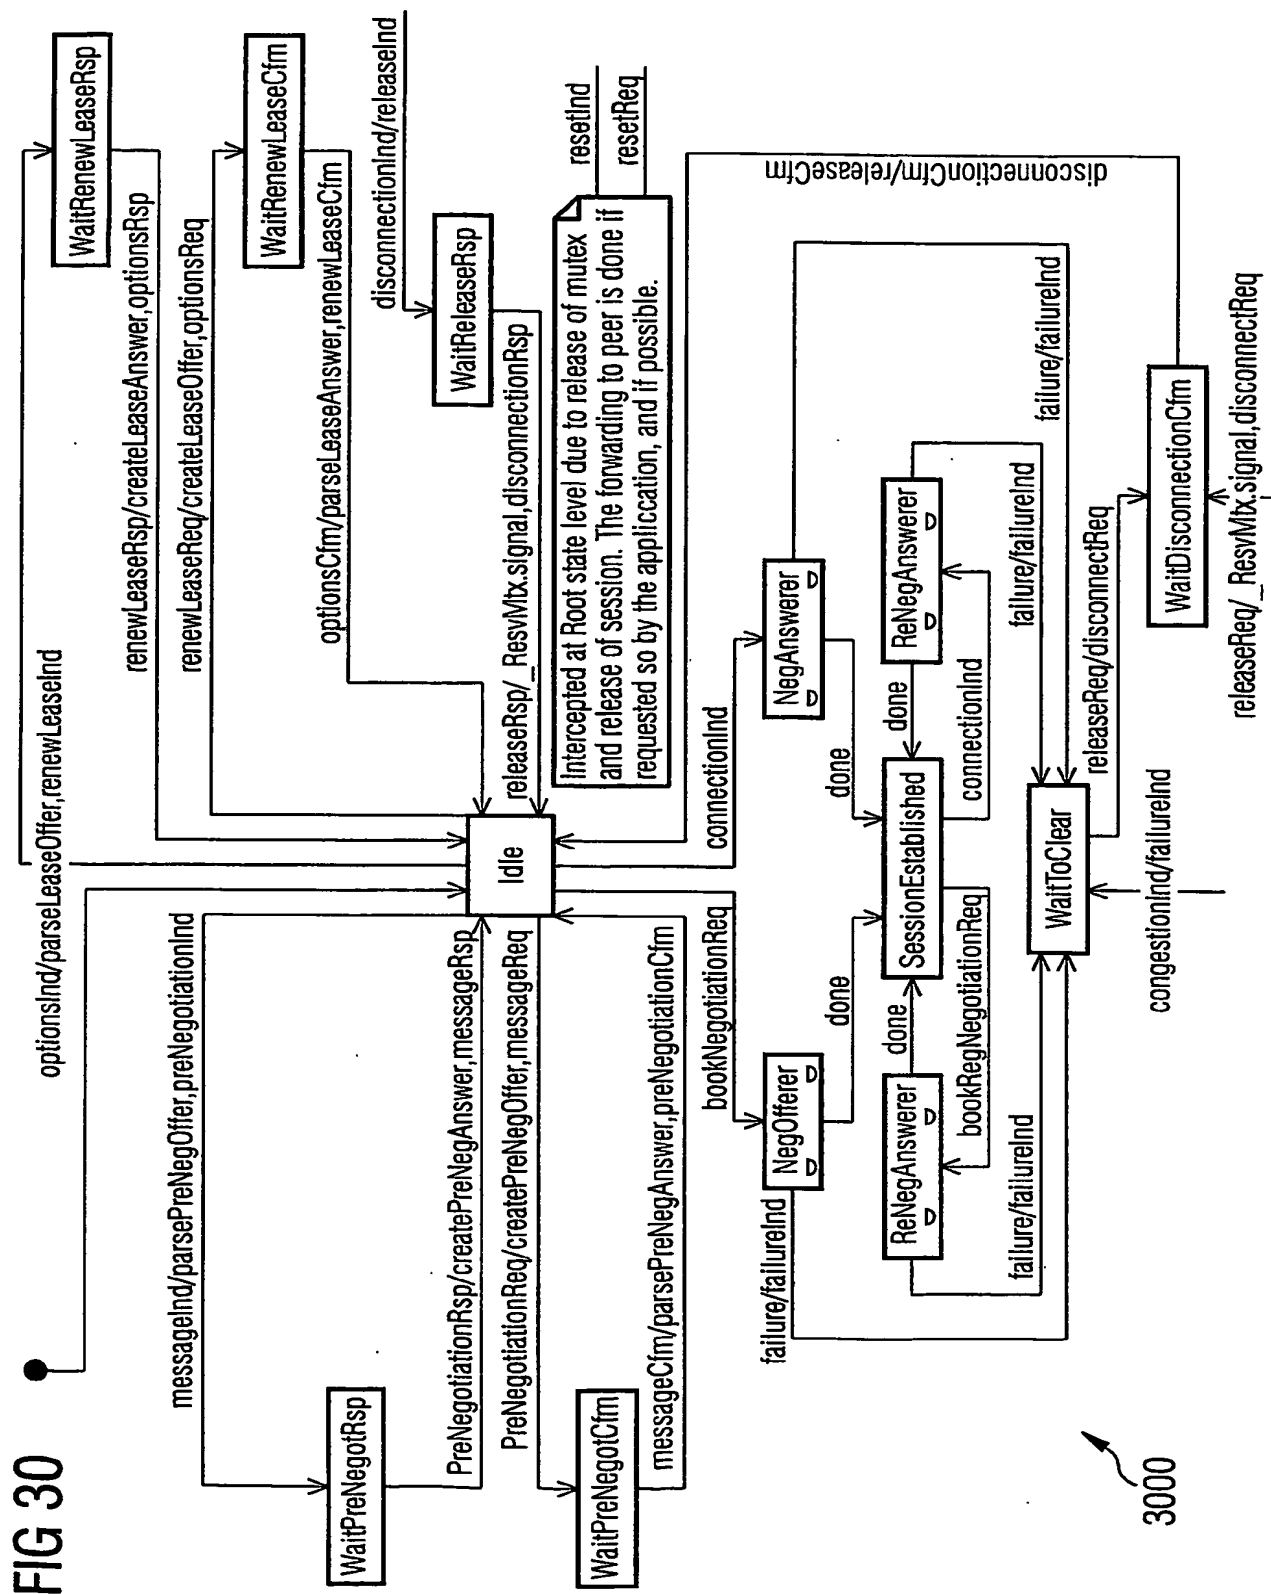 FIG 30
optionsInd/parseLeaseOffer,renewLeaseInd
WaitRenewLeaseRsp
renewLeaseRsp/createLeaseAnswer,optionsRsp
renewLeaseReq/createLeaseOffer,optionsReq
WaitRenewLeaseCfm
optionsCfm/parseLeaseAnswer,renewLeaseCfm
disconnectionInd/releaseInd
WaitReleaseRsp
releaseRsp/_ResvMtx.signal,disconnectionRsp
messageInd/parsePreNegOffer,preNegotiationInd
WaitPreNegotRsp
PreNegotiationRsp/createPreNegAnswer,messageRsp
PreNegotiationReq/createPreNegOffer,messageReq
WaitPreNegotCfm
messageCfm/parsePreNegAnswer,preNegotiationCfm
Idle
Intercepted at Root state level due to release of mutex
and release of session. The forwarding to peer is done if
requested so by the appliccation, and if possible.
resetInd
resetReq
bookNegotiationReq
connectionInd
disconnectionCfm/releaseCfm
NegOfferer
NegAnswerer
failure/failureInd
done
done
ReNegAnswerer
done
SessionEstablished
done
ReNegAnswerer
bookRegNegotiationReq
connectionInd
failure/failureInd
failure/failureInd
failure/failureInd
WaitToClear
releaseReq/disconnectReq
congestionInd/failureInd
WaitDisconnectionCfm
releaseReq/_ResvMtx.signal,disconnectReq
3000